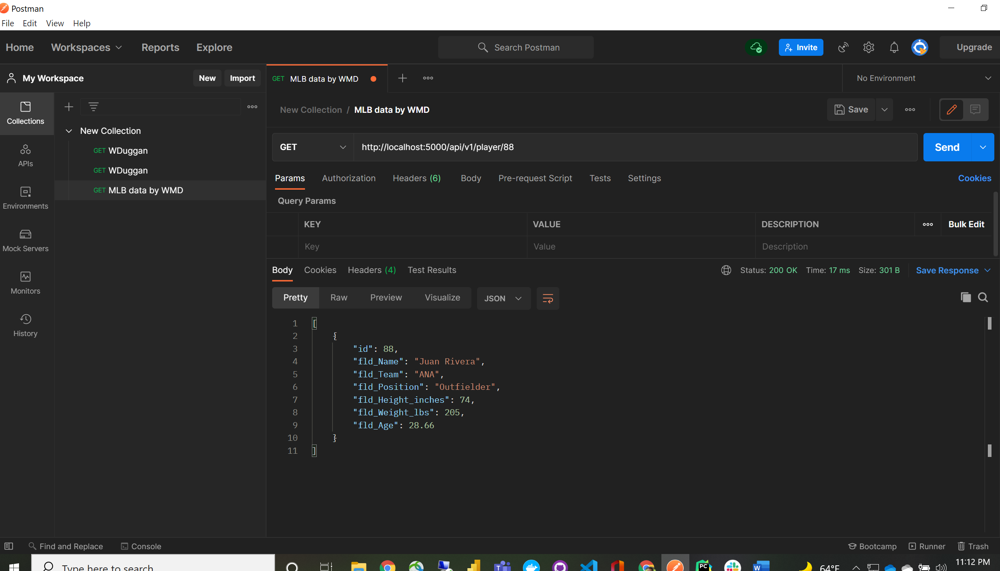 Postman
File Edit View Help
Home Workspaces Reports Explore Search Postman Invite Upgrade
My Workspace New Import GET MLB data by WMD No Environment
Collections
New Collection / MLB data by WMD Save
New Collection
GET WDuggan
GET WDuggan
GET MLB data by WMD
APIs
Environments
Mock Servers
Monitors
History
GET http://localhost:5000/api/v1/player/88 Send
Params Authorization Headers (6) Body Pre-request Script Tests Settings Cookies
Query Params
KEY VALUE DESCRIPTION Bulk Edit
Key Value Description
Body Cookies Headers (4) Test Results Status: 200 OK Time: 17 ms Size: 301 B Save Response
Pretty Raw Preview Visualize JSON
1 [
2 {
3 "id": 88,
4 "fld_Name": "Juan Rivera",
5 "fld_Team": "ANA",
6 "fld_Position": "Outfielder",
7 "fld_Height_inches": 74,
8 "fld_Weight_lbs": 205,
9 "fld_Age": 28.66
10 }
11 ]
Find and Replace Console Bootcamp Runner Trash
Type here to search PC W 64°F 11:12 PM